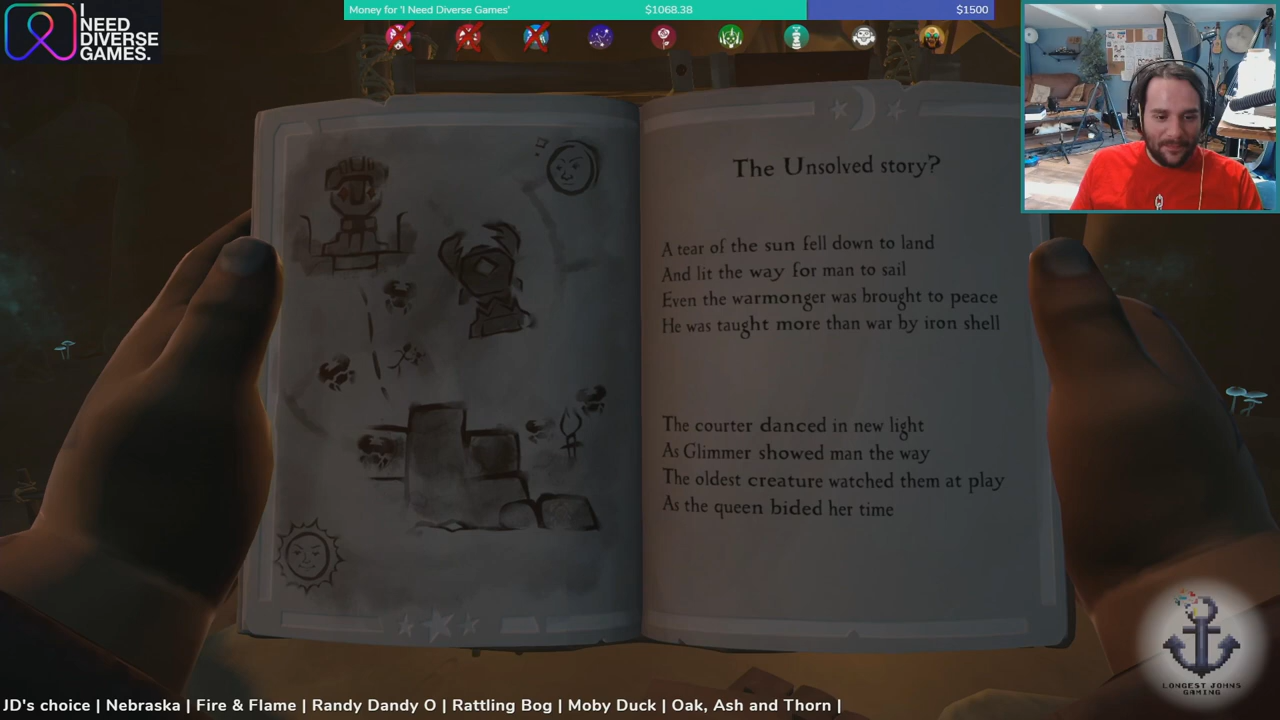 I
NEED
DIVERSE
GAMES.
Money for 'I Need Diverse Games' $1068.38 $1500
The Unsolved story?
A tear of the sun fell down to land
And lit the way for man to sail
Even the warmonger was brought to peace
He was taught more than war by iron shell
The courter danced in new light
As Glimmer showed man the way
The oldest creature watched them at play
As the queen bided her time
LONGEST JOHNS
GAMING
JD's choice | Nebraska | Fire & Flame | Randy Dandy O | Rattling Bog | Moby Duck | Oak, Ash and Thorn |